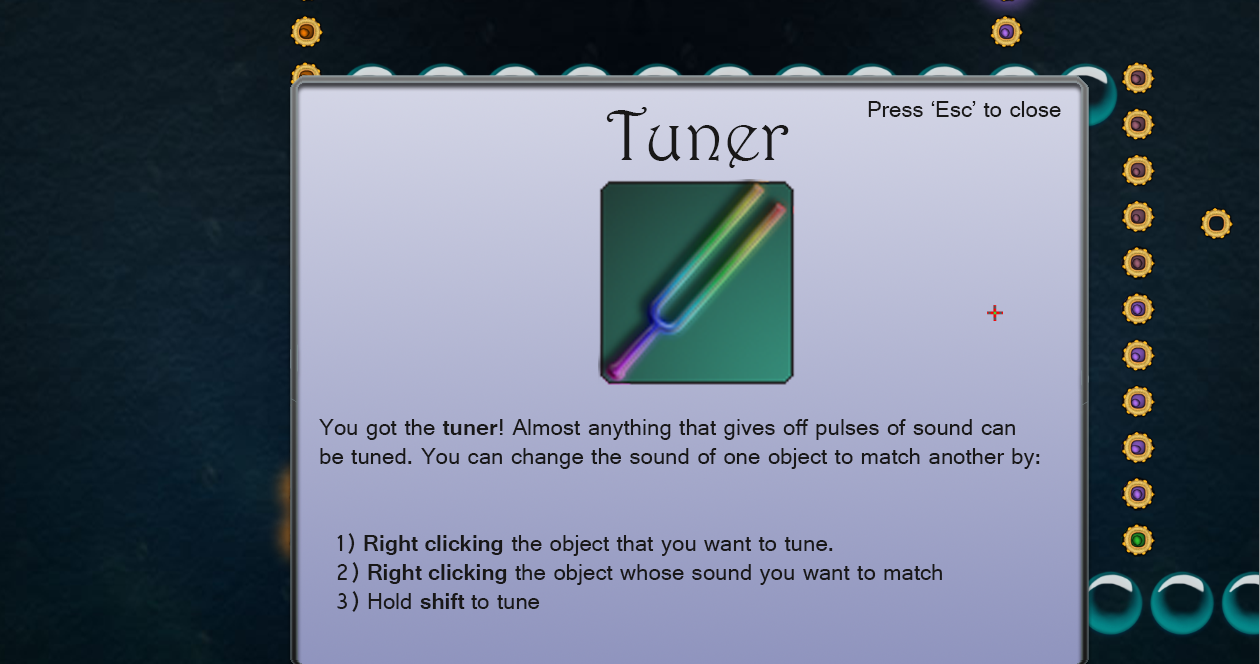 Press ‘Esc’ to close
Tuner
You got the tuner! Almost anything that gives off pulses of sound can
be tuned. You can change the sound of one object to match another by:
1) Right clicking the object that you want to tune.
2) Right clicking the object whose sound you want to match
3) Hold shift to tune